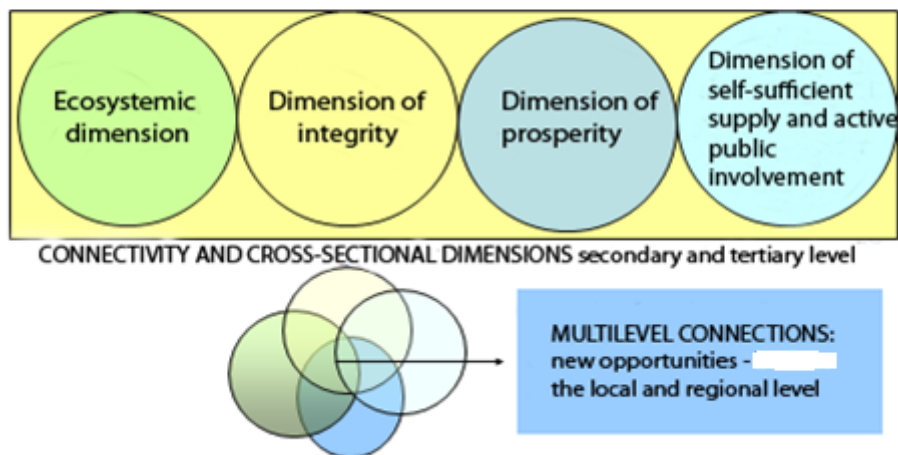 Ecosystemic
dimension
Dimension of
integrity
Dimension of
prosperity
Dimension of
self-sufficient
supply and active
public
involvement
CONNECTIVITY AND CROSS-SECTIONAL DIMENSIONS secondary and tertiary level
MULTILEVEL CONNECTIONS:
new opportunities -
the local and regional level